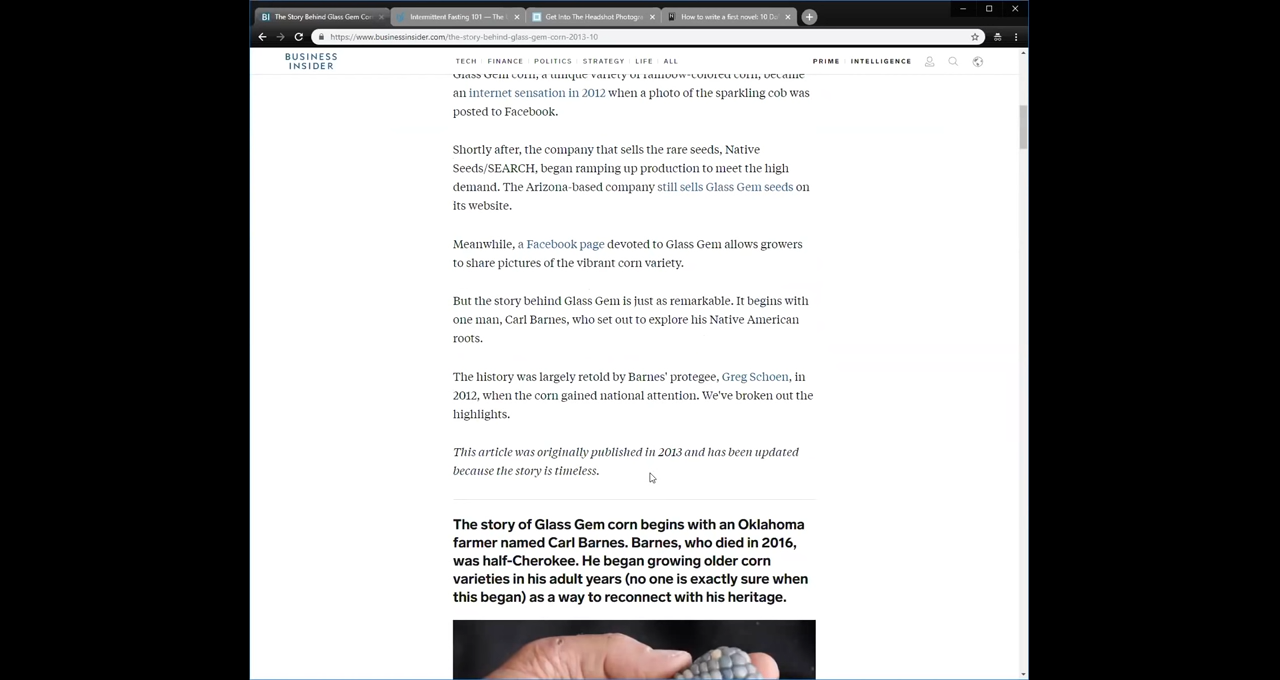 The Story Behind Glass Gem Cor
Intermittent Fasting 101 — The
Get Into The Headshot Photogra
How to write a first novel: 10 Da
https://www.businessinsider.com/the-story-behind-glass-gem-corn-2013-10
BUSINESS
INSIDER
TECH FINANCE POLITICS STRATEGY LIFE ALL
PRIME INTELLIGENCE
Glass Gem corn, a unique variety of rainbow-colored corn, became
an internet sensation in 2012 when a photo of the sparkling cob was
posted to Facebook.
Shortly after, the company that sells the rare seeds, Native
Seeds/SEARCH, began ramping up production to meet the high
demand. The Arizona-based company still sells Glass Gem seeds on
its website.
Meanwhile, a Facebook page devoted to Glass Gem allows growers
to share pictures of the vibrant corn variety.
But the story behind Glass Gem is just as remarkable. It begins with
one man, Carl Barnes, who set out to explore his Native American
roots.
The history was largely retold by Barnes' protegee, Greg Schoen, in
2012, when the corn gained national attention. We've broken out the
highlights.
This article was originally published in 2013 and has been updated
because the story is timeless.
The story of Glass Gem corn begins with an Oklahoma
farmer named Carl Barnes. Barnes, who died in 2016,
was half-Cherokee. He began growing older corn
varieties in his adult years (no one is exactly sure when
this began) as a way to reconnect with his heritage.